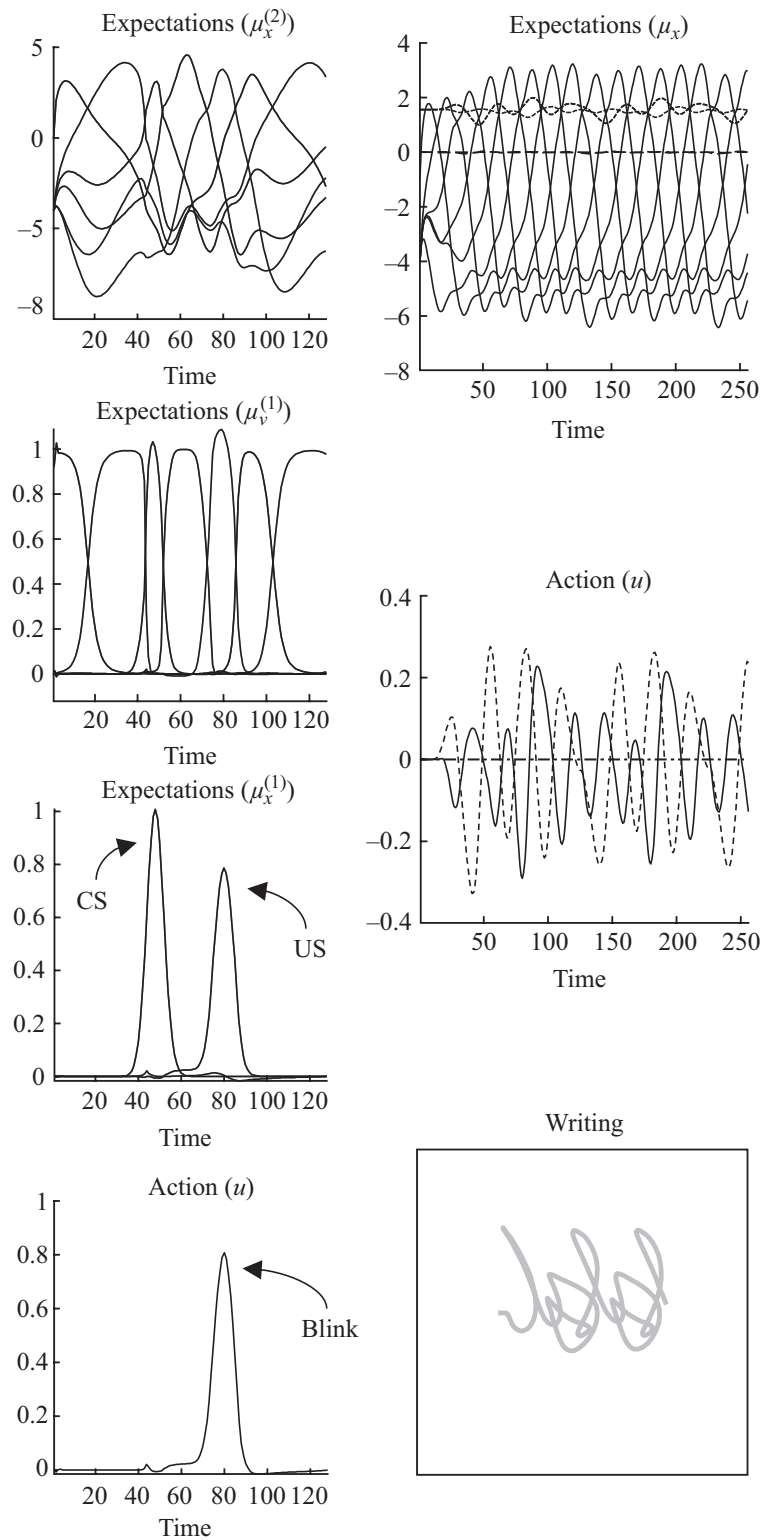 Expectations (μₓ⁽²⁾)
5
0
−5
−8
20 40 60 80 100 120
Time
Expectations (μᵥ⁽¹⁾)
1
0.8
0.6
0.4
0.2
0
20 40 60 80 100 120
Time
Expectations (μₓ⁽¹⁾)
1
0.8
0.6
0.4
0.2
0
CS
US
20 40 60 80 100 120
Time
Action (u)
1
0.8
0.6
0.4
0.2
0
Blink
20 40 60 80 100 120
Time
Expectations (μₓ)
4
2
0
−2
−4
−6
−8
50 100 150 200 250
Time
Action (u)
0.4
0.2
0
−0.2
−0.4
50 100 150 200 250
Time
Writing